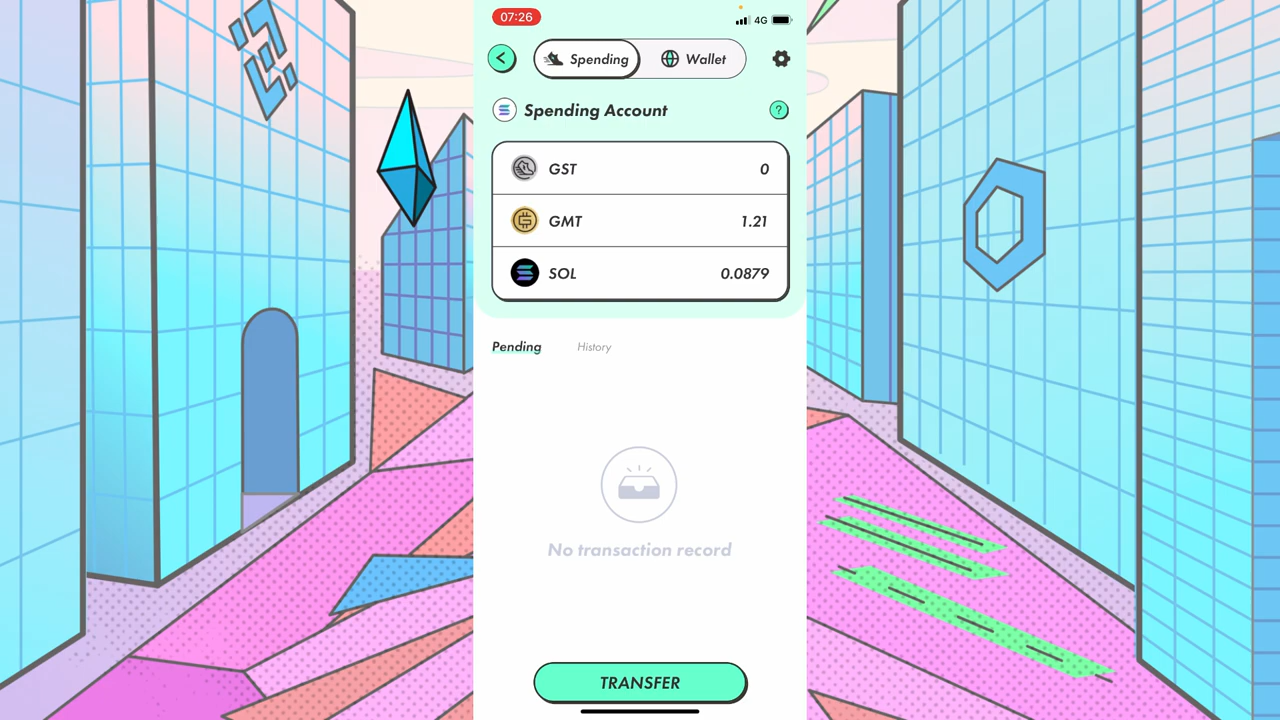 07:26
4G
Spending
Wallet
Spending Account
?
GST 0
GMT 1.21
SOL 0.0879
Pending
History
No transaction record
TRANSFER